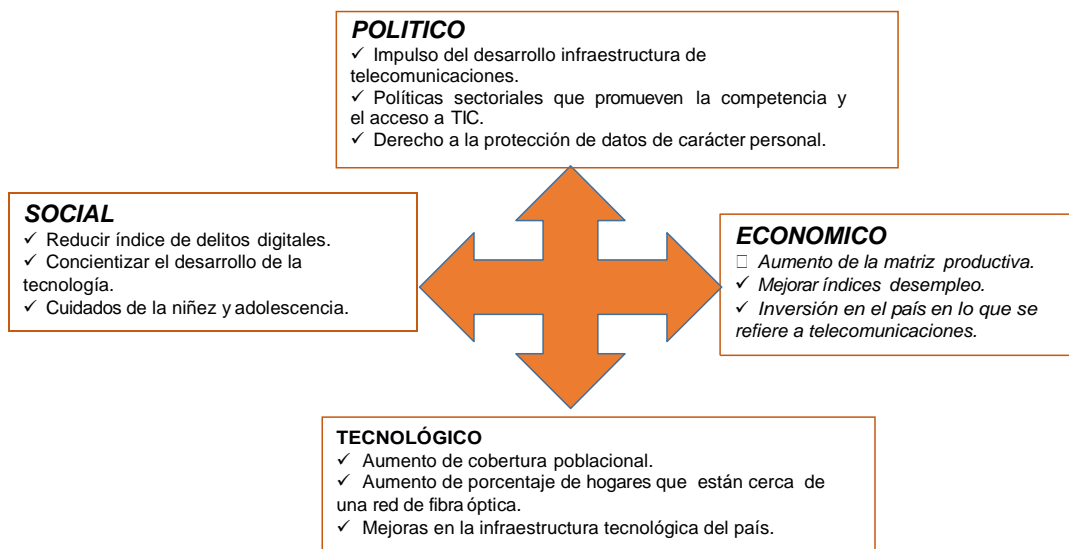 POLITICO
✓ Impulso del desarrollo infraestructura de
telecomunicaciones.
✓ Políticas sectoriales que promueven la competencia y
el acceso a TIC.
✓ Derecho a la protección de datos de carácter personal.
SOCIAL
✓ Reducir índice de delitos digitales.
✓ Concientizar el desarrollo de la
tecnología.
✓ Cuidados de la niñez y adolescencia.
ECONOMICO
□ Aumento de la matriz productiva.
✓ Mejorar índices desempleo.
✓ Inversión en el país en lo que se
refiere a telecomunicaciones.
TECNOLÓGICO
✓ Aumento de cobertura poblacional.
✓ Aumento de porcentaje de hogares que están cerca de
una red de fibra óptica.
✓ Mejoras en la infraestructura tecnológica del país.